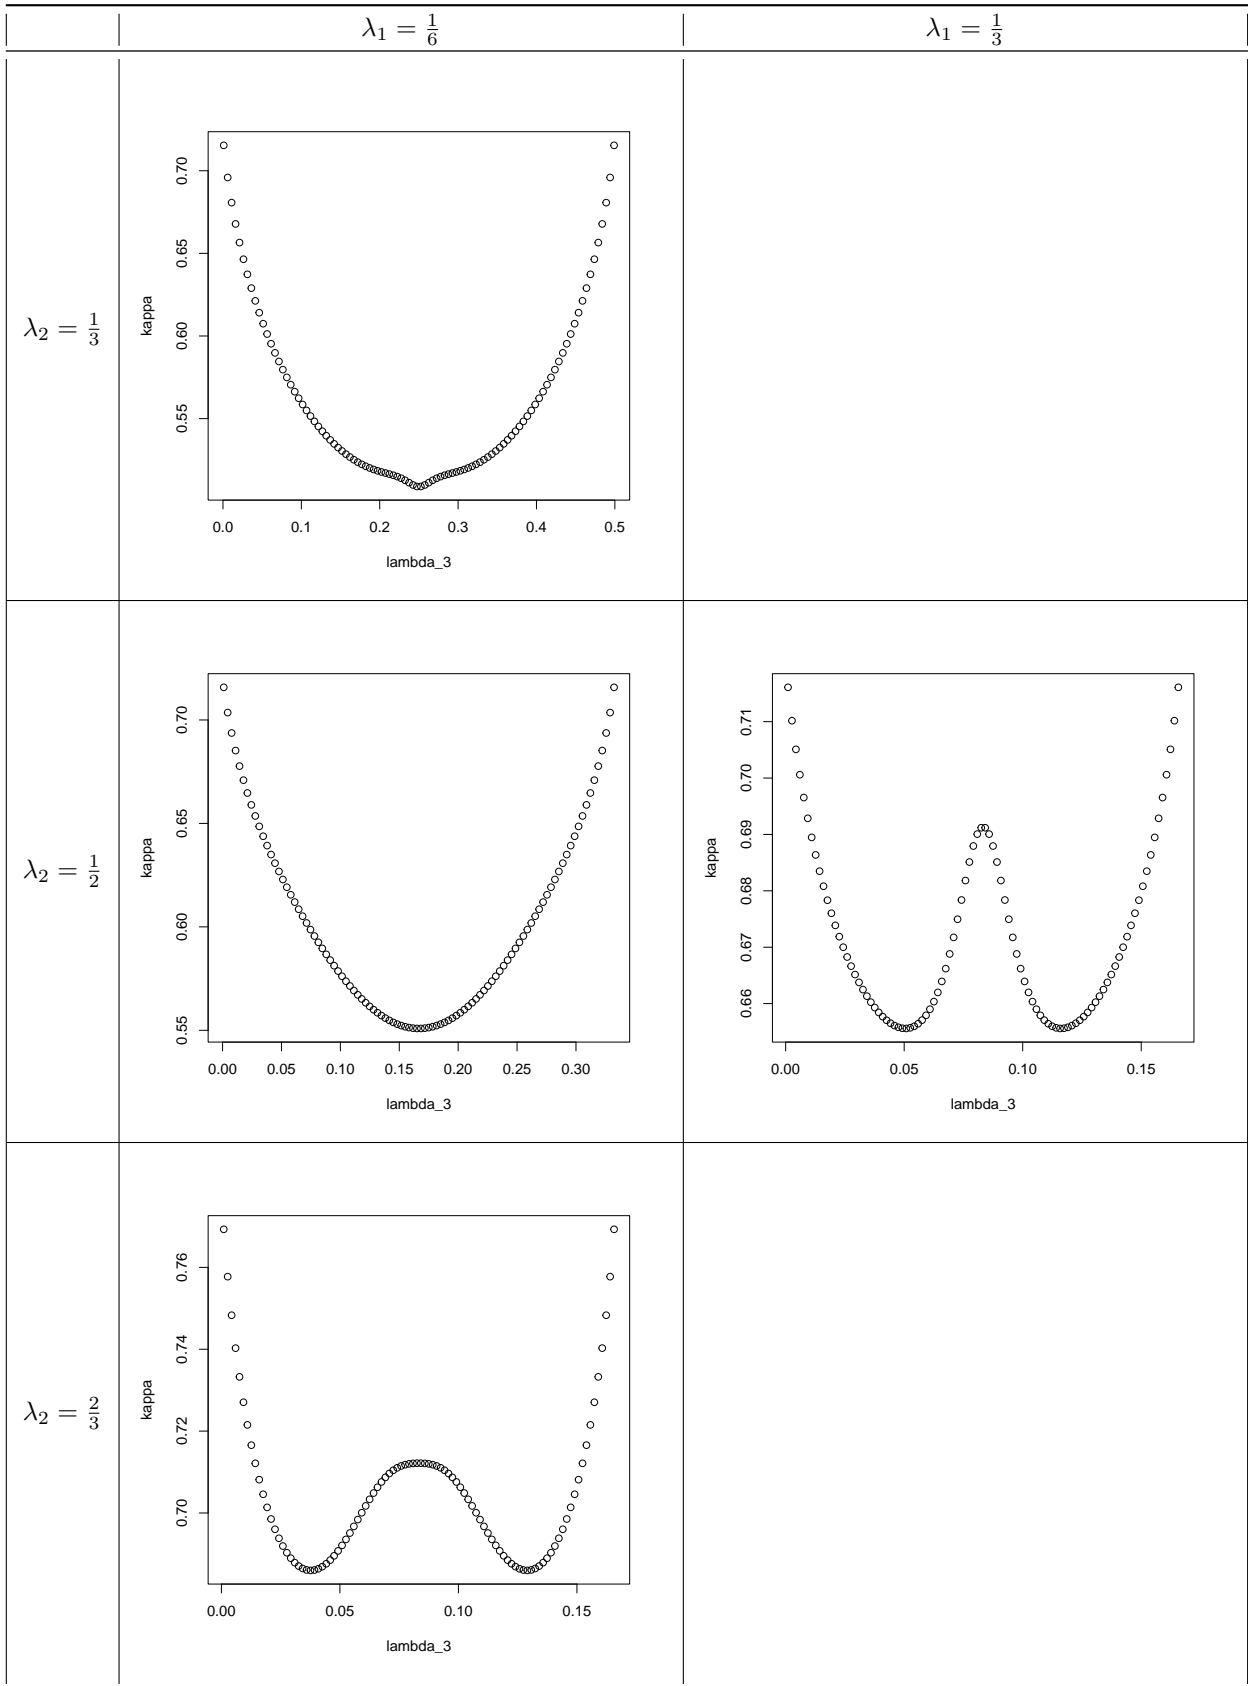 λ₁ = 1/6 λ₁ = 1/3
λ₂ = 1/3
kappa
0.70
0.65
0.60
0.55
0.0 0.1 0.2 0.3 0.4 0.5
lambda_3
λ₂ = 1/2
kappa
0.70
0.65
0.60
0.55
0.00 0.05 0.10 0.15 0.20 0.25 0.30
lambda_3
kappa
0.71
0.70
0.69
0.68
0.67
0.66
0.00 0.05 0.10 0.15
lambda_3
λ₂ = 2/3
kappa
0.76
0.74
0.72
0.70
0.00 0.05 0.10 0.15
lambda_3